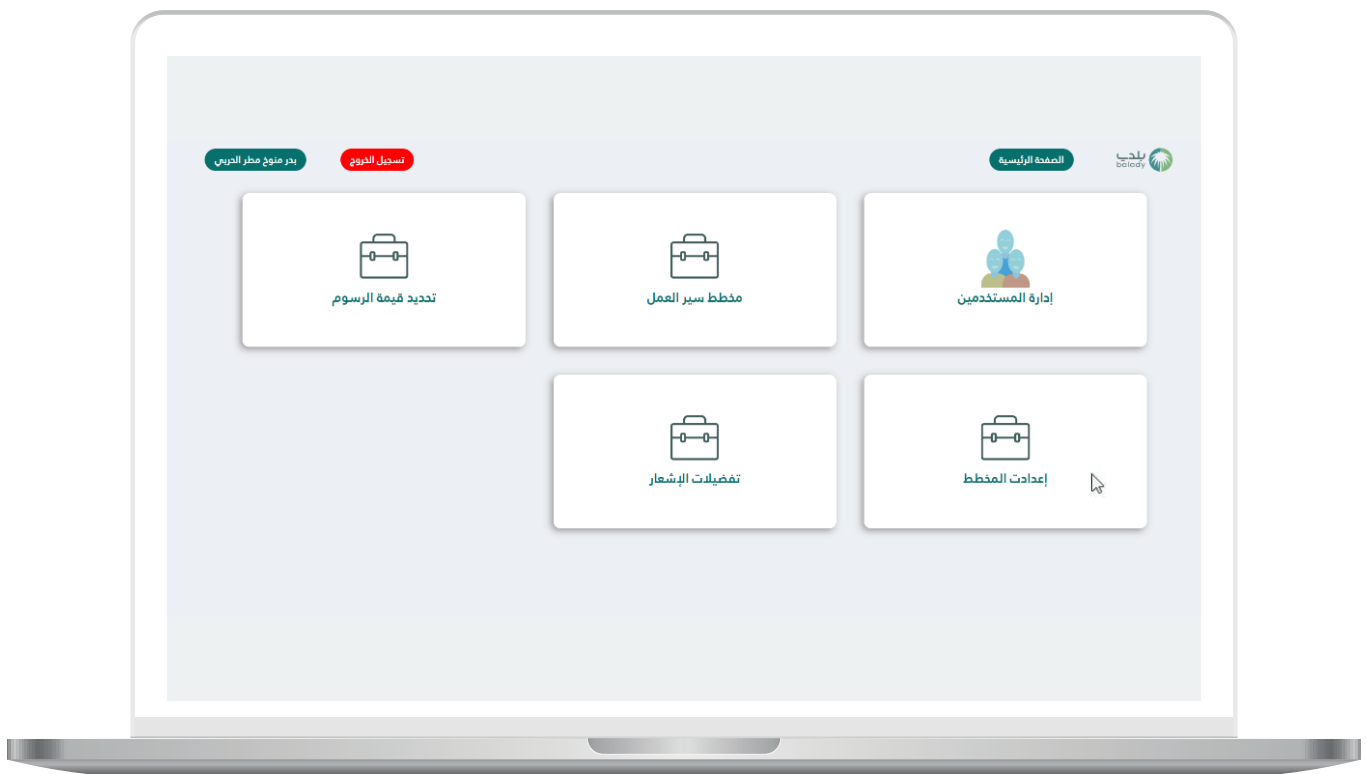 بلدي
balady
الصفحة الرئيسية
تسجيل الخروج
بدر منوخ مطر الحربي
إدارة المستخدمين
مخطط سير العمل
تحديد قيمة الرسوم
إعدادت المخطط
تفضيلات الإشعار